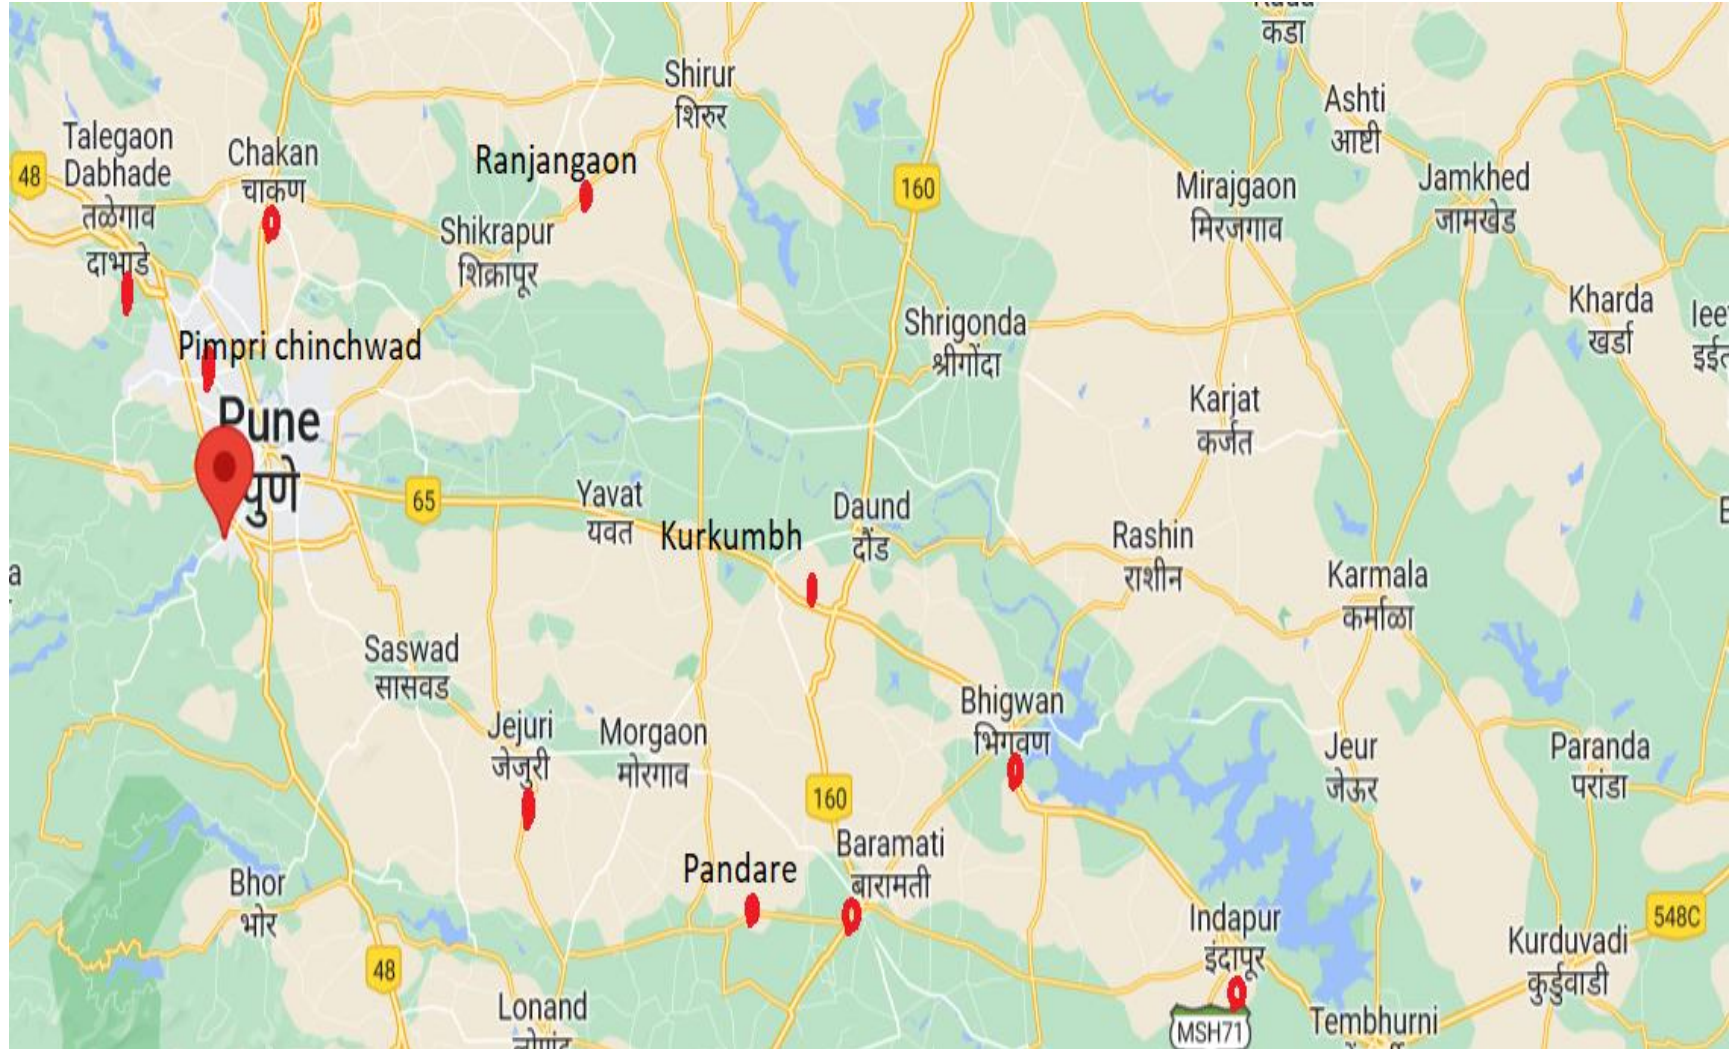 कडा
Shirur
शिरुर
Ashti
आष्टी
Talegaon
Dabhade
तळेगाव
दाभाडे
Chakan
चाकण
48
Ranjangaon
160
Mirajgaon
मिरजगाव
Jamkhed
जामखेड
Shikrapur
शिक्रापूर
Kharda
खर्डा
Shrigonda
श्रीगोंदा
Pimpri chinchwad
Pune
पुणे
Karjat
कर्जत
65
Yavat
यवत
Kurkumbh
Daund
दौंड
Rashin
राशीन
Karmala
कर्माळा
Saswad
सासवड
Bhigwan
भिगवण
Jejuri
जेजुरी
Morgaon
मोरगाव
Jeur
जेऊर
Paranda
परांडा
160
Baramati
बारामती
Pandare
Bhor
भोर
Indapur
इंदापूर
548C
Kurduvadi
कुर्डुवाडी
48
Lonand
MSH71
Tembhurni